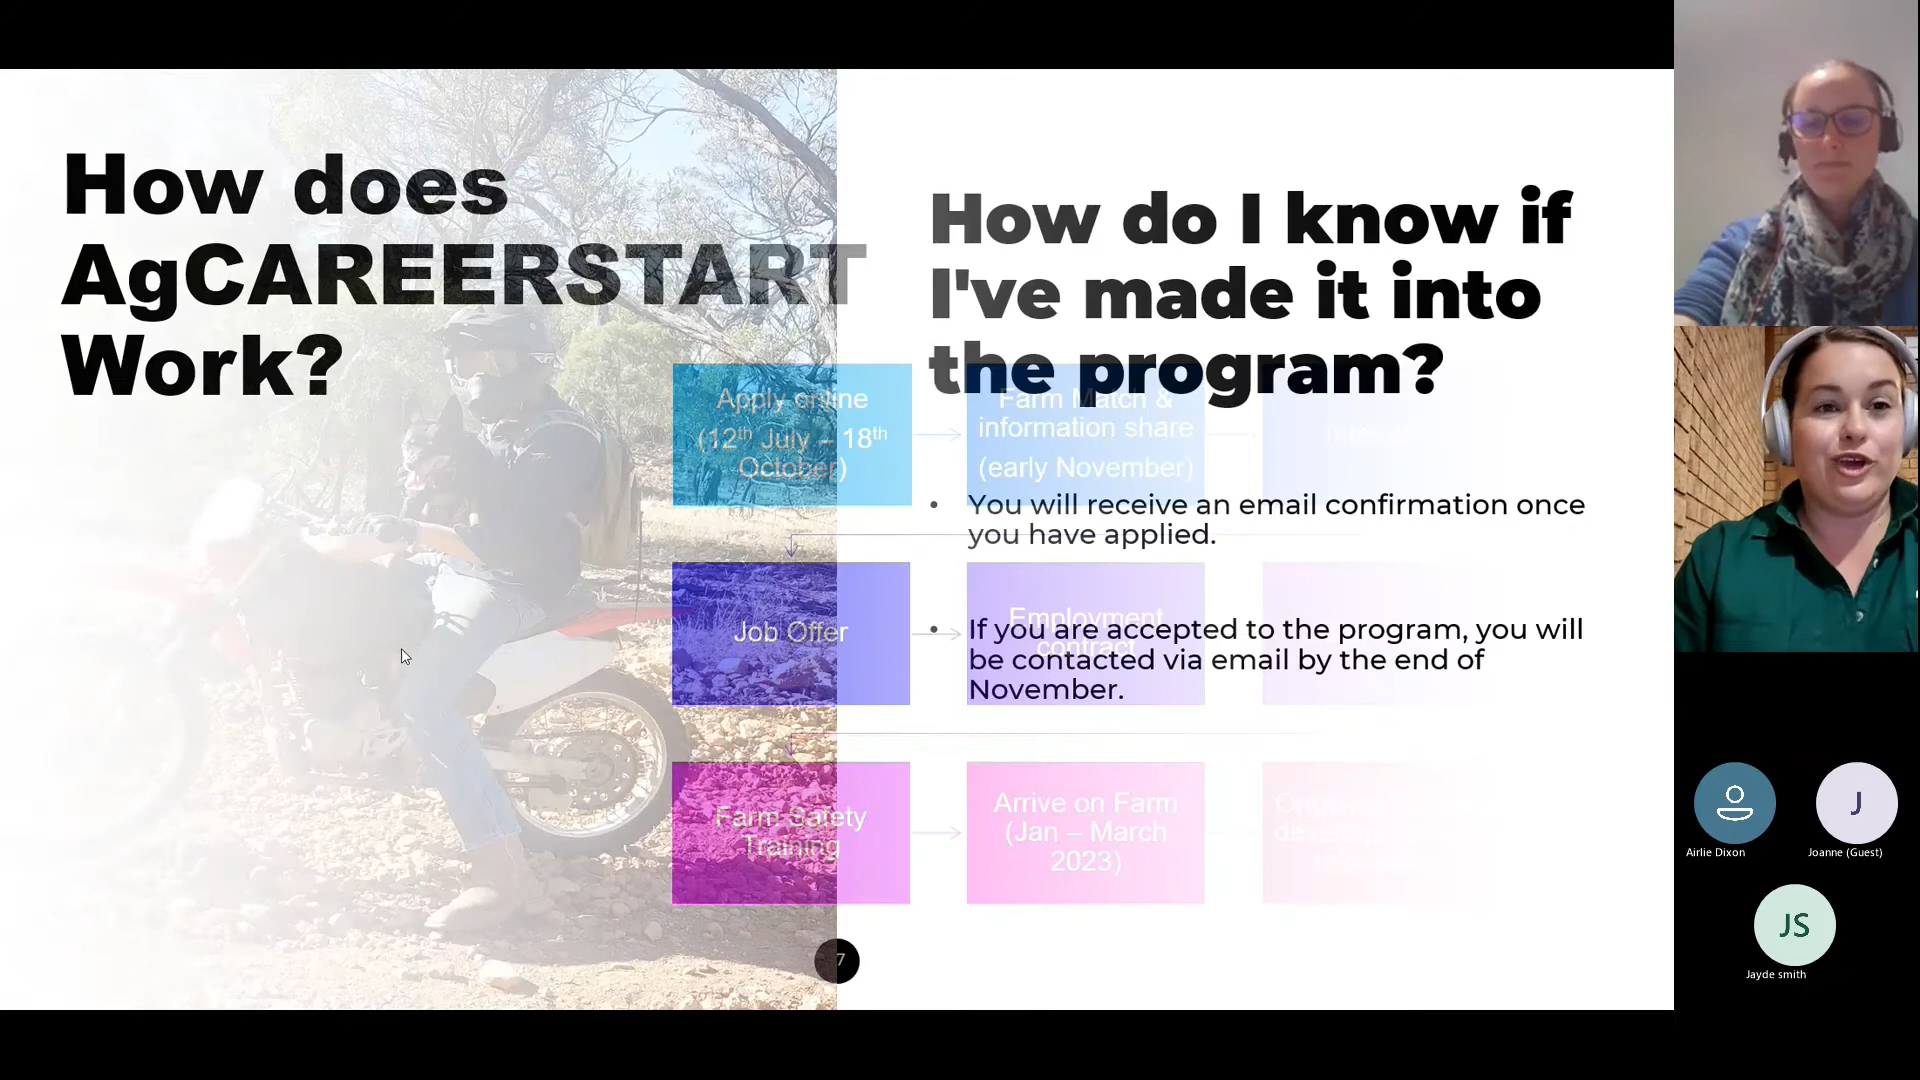 How does
AgCAREERSTART
Work?
How do I know if
I've made it into
the program?
Apply online
(12th July – 18th
October)
Farm Match &
information share
(early November)
You will receive an email confirmation once
you have applied.
Job Offer
Employment
contract
If you are accepted to the program, you will
be contacted via email by the end of
November.
Farm Safety
Training
Arrive on Farm
(Jan – March
2023)
7
Airlie Dixon
J
Joanne (Guest)
JS
Jayde smith